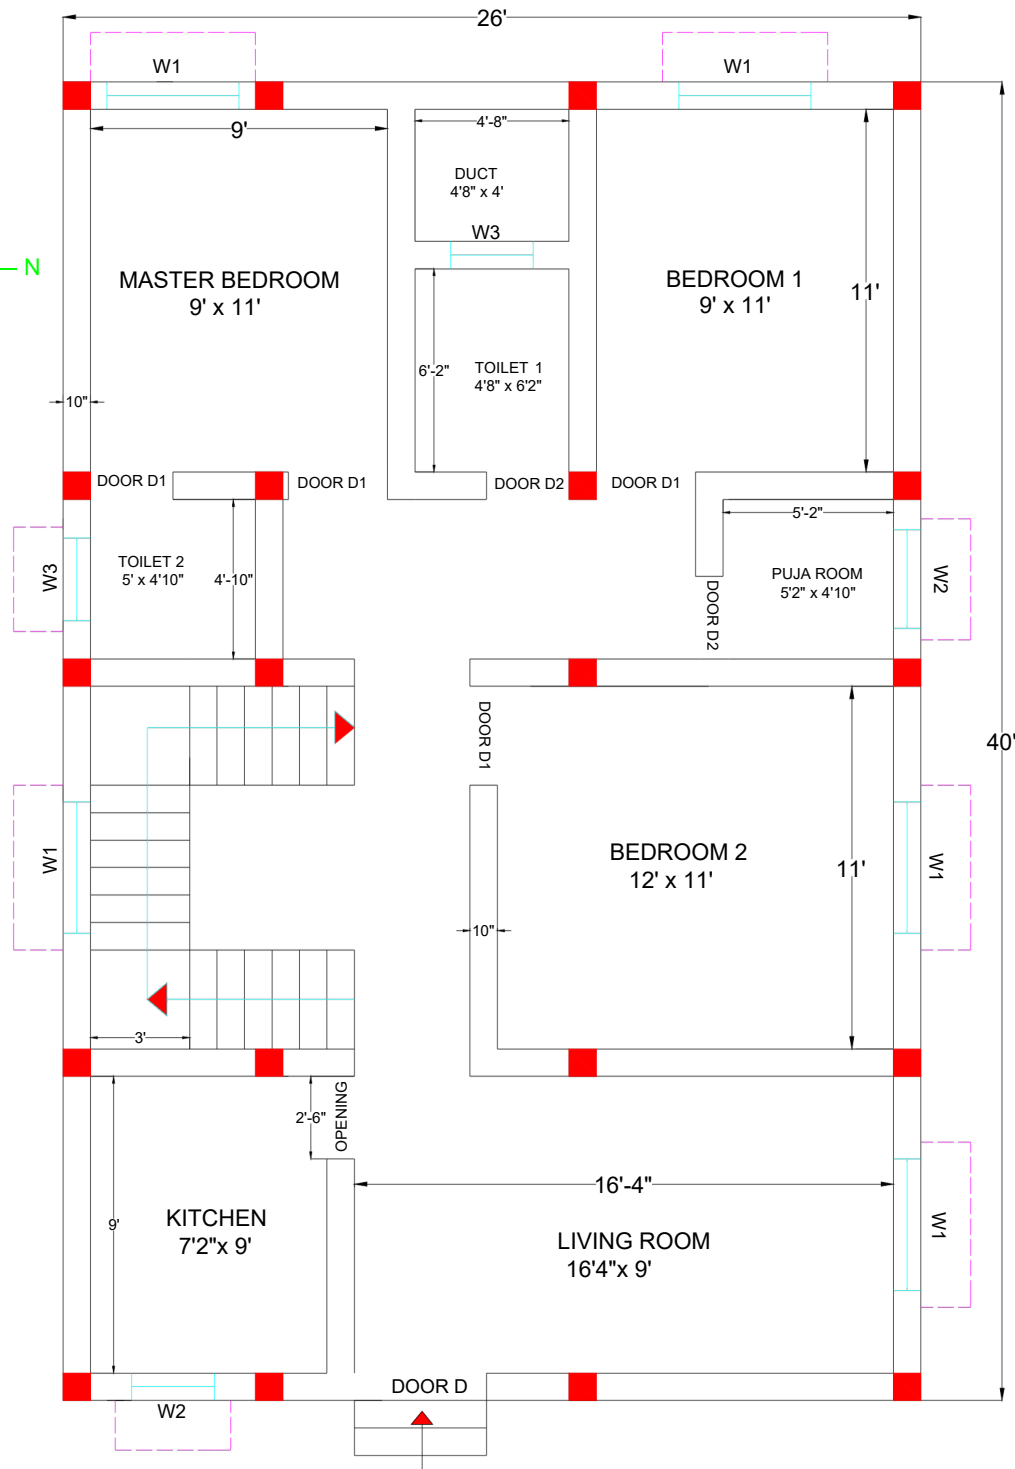 26'
W1
W1
9'
4'-8"
DUCT
4'8" x 4'
W3
N
MASTER BEDROOM
9' x 11'
BEDROOM 1
9' x 11'
11'
6'-2"
TOILET 1
4'8" x 6'2"
10"
DOOR D1
DOOR D1
DOOR D2
DOOR D1
5'-2"
TOILET 2
5' x 4'10"
4'-10"
W3
PUJA ROOM
5'2" x 4'10"
W2
DOOR D2
DOOR D1
40'
W1
BEDROOM 2
12' x 11'
11'
W1
10"
3'
2'-6"
OPENING
16'-4"
9'
KITCHEN
7'2"x 9'
LIVING ROOM
16'4"x 9'
W1
DOOR D
W2